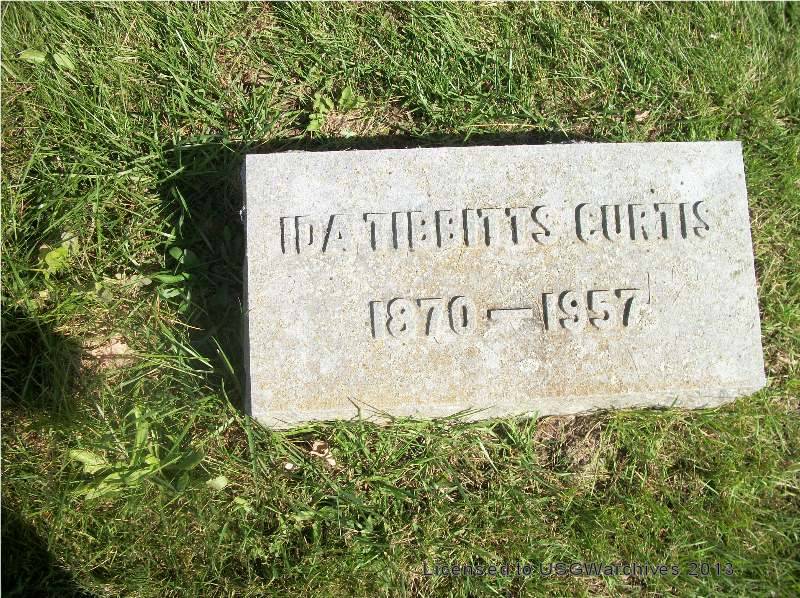 IDA TIBBITTS CURTIS
1870 — 1957
Licensed to USGWarchives 2013